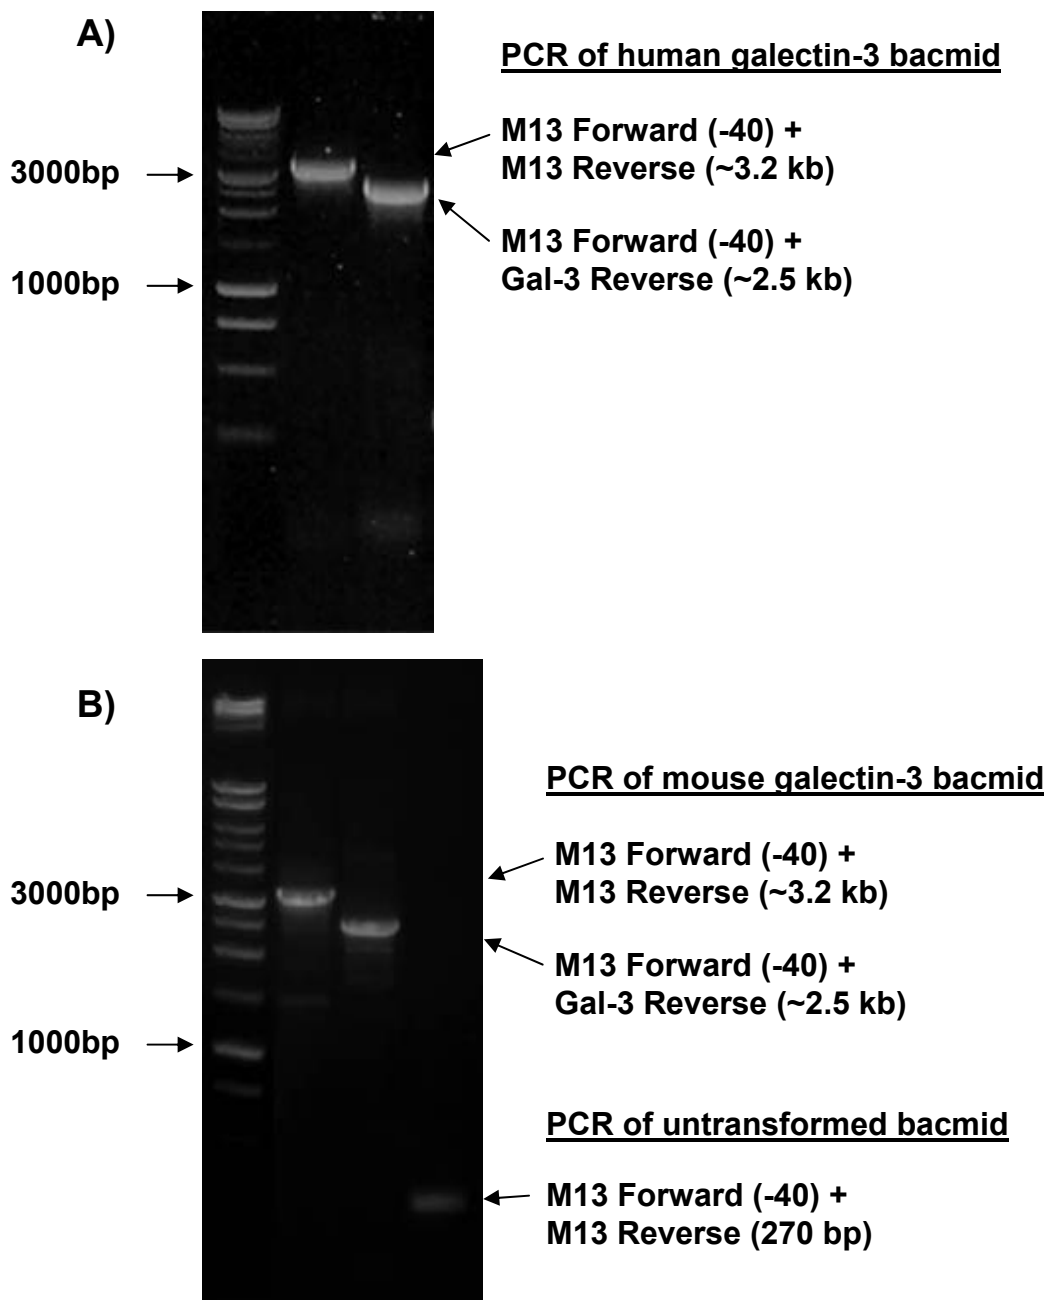 A)
PCR of human galectin-3 bacmid
M13 Forward (-40) +
M13 Reverse (~3.2 kb)
3000bp
M13 Forward (-40) +
Gal-3 Reverse (~2.5 kb)
1000bp
B)
PCR of mouse galectin-3 bacmid
M13 Forward (-40) +
M13 Reverse (~3.2 kb)
3000bp
M13 Forward (-40) +
Gal-3 Reverse (~2.5 kb)
1000bp
PCR of untransformed bacmid
M13 Forward (-40) +
M13 Reverse (270 bp)